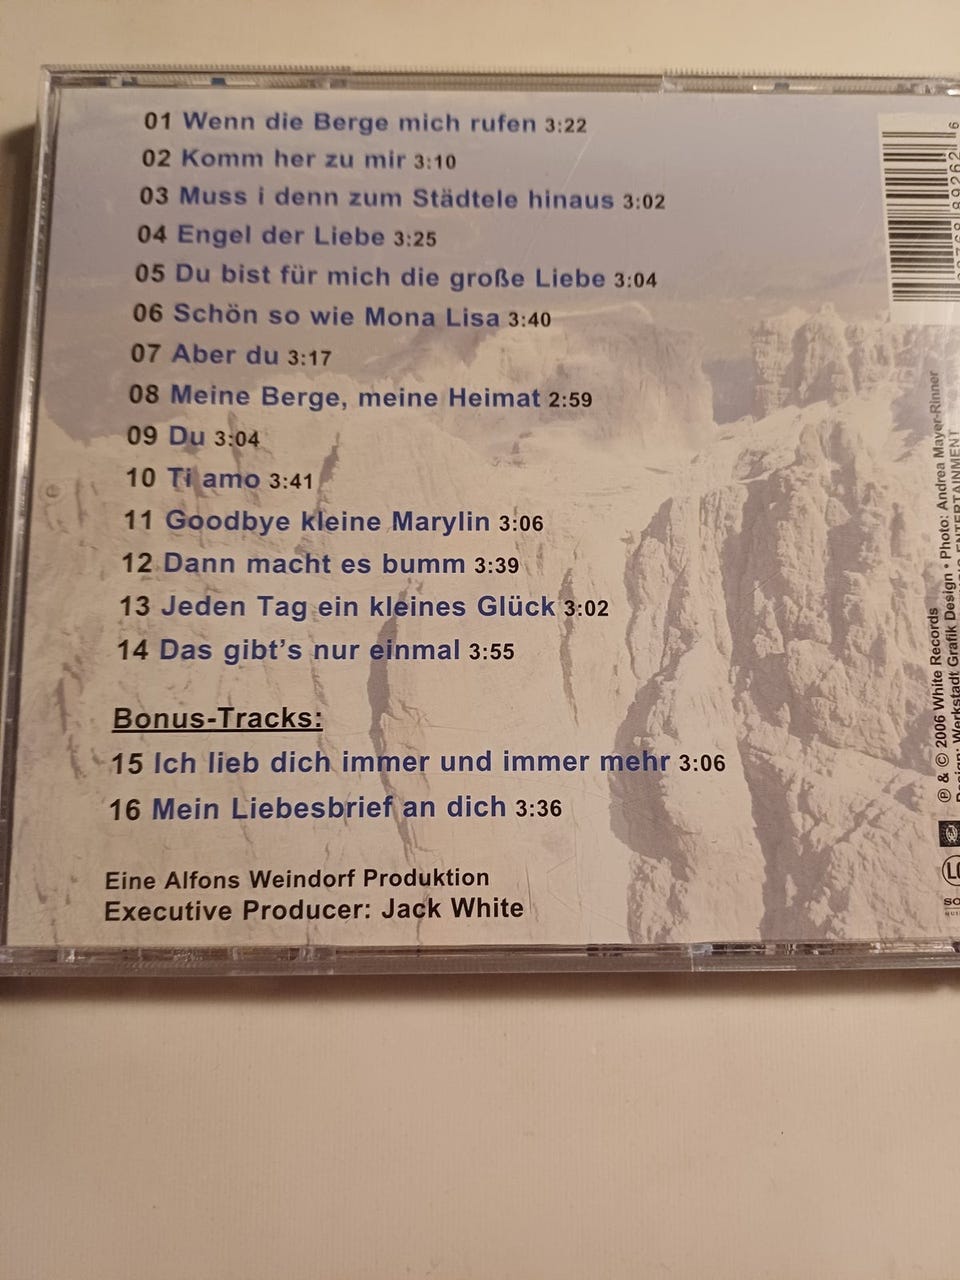 01 Wenn die Berge mich rufen 3:22
02 Komm her zu mir 3:10
03 Muss i denn zum Städtele hinaus 3:02
04 Engel der Liebe 3:25
05 Du bist für mich die große Liebe 3:04
06 Schön so wie Mona Lisa 3:40
07 Aber du 3:17
08 Meine Berge, meine Heimat 2:59
09 Du 3:04
10 Ti amo 3:41
11 Goodbye kleine Marylin 3:06
12 Dann macht es bumm 3:39
13 Jeden Tag ein kleines Glück 3:02
14 Das gibt's nur einmal 3:55
Bonus-Tracks:
15 Ich lieb dich immer und immer mehr 3:06
16 Mein Liebesbrief an dich 3:36
Eine Alfons Weindorf Produktion
Executive Producer: Jack White
℗ & © 2006 White Records
Design: Werkstadt Grafik Design • Photo: Andrea Mayer-Rinner
ENTERTAINMENT